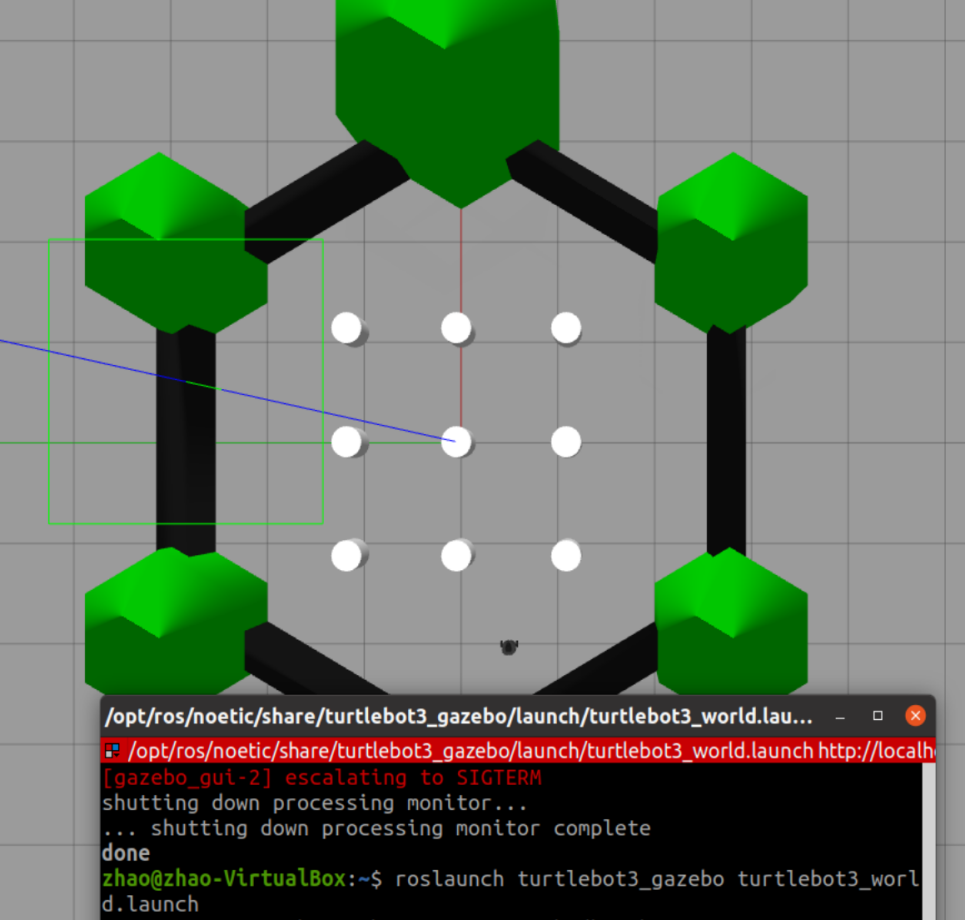 /opt/ros/noetic/share/turtlebot3_gazebo/launch/turtlebot3_world.lau...
/opt/ros/noetic/share/turtlebot3_gazebo/launch/turtlebot3_world.launch http://localh
[gazebo_gui-2] escalating to SIGTERM
shutting down processing monitor...
... shutting down processing monitor complete
done
zhao@zhao-VirtualBox:~$ roslaunch turtlebot3_gazebo turtlebot3_worl
d.launch